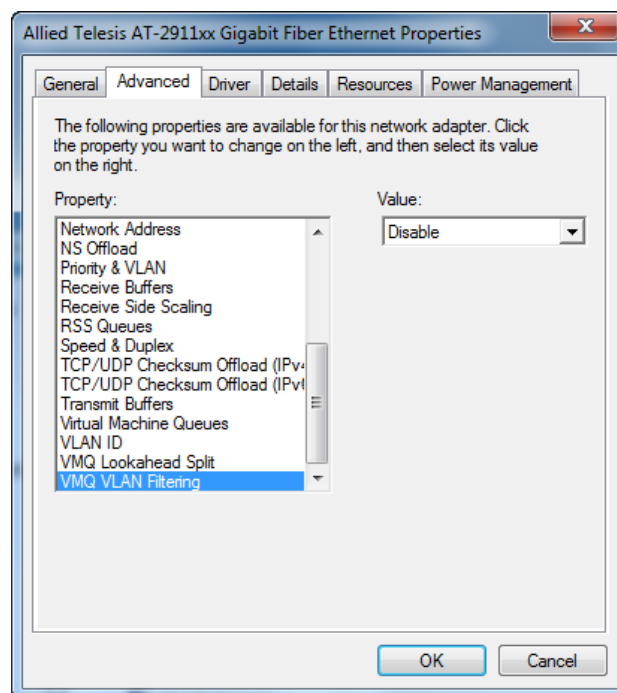 Allied Telesis AT-2911xx Gigabit Fiber Ethernet Properties
General Advanced Driver Details Resources Power Management
The following properties are available for this network adapter. Click
the property you want to change on the left, and then select its value
on the right.
Property:
Value:
Network Address
NS Offload
Priority & VLAN
Receive Buffers
Receive Side Scaling
RSS Queues
Speed & Duplex
TCP/UDP Checksum Offload (IPv4
TCP/UDP Checksum Offload (IPv6
Transmit Buffers
Virtual Machine Queues
VLAN ID
VMQ Lookahead Split
VMQ VLAN Filtering
Disable
OK
Cancel